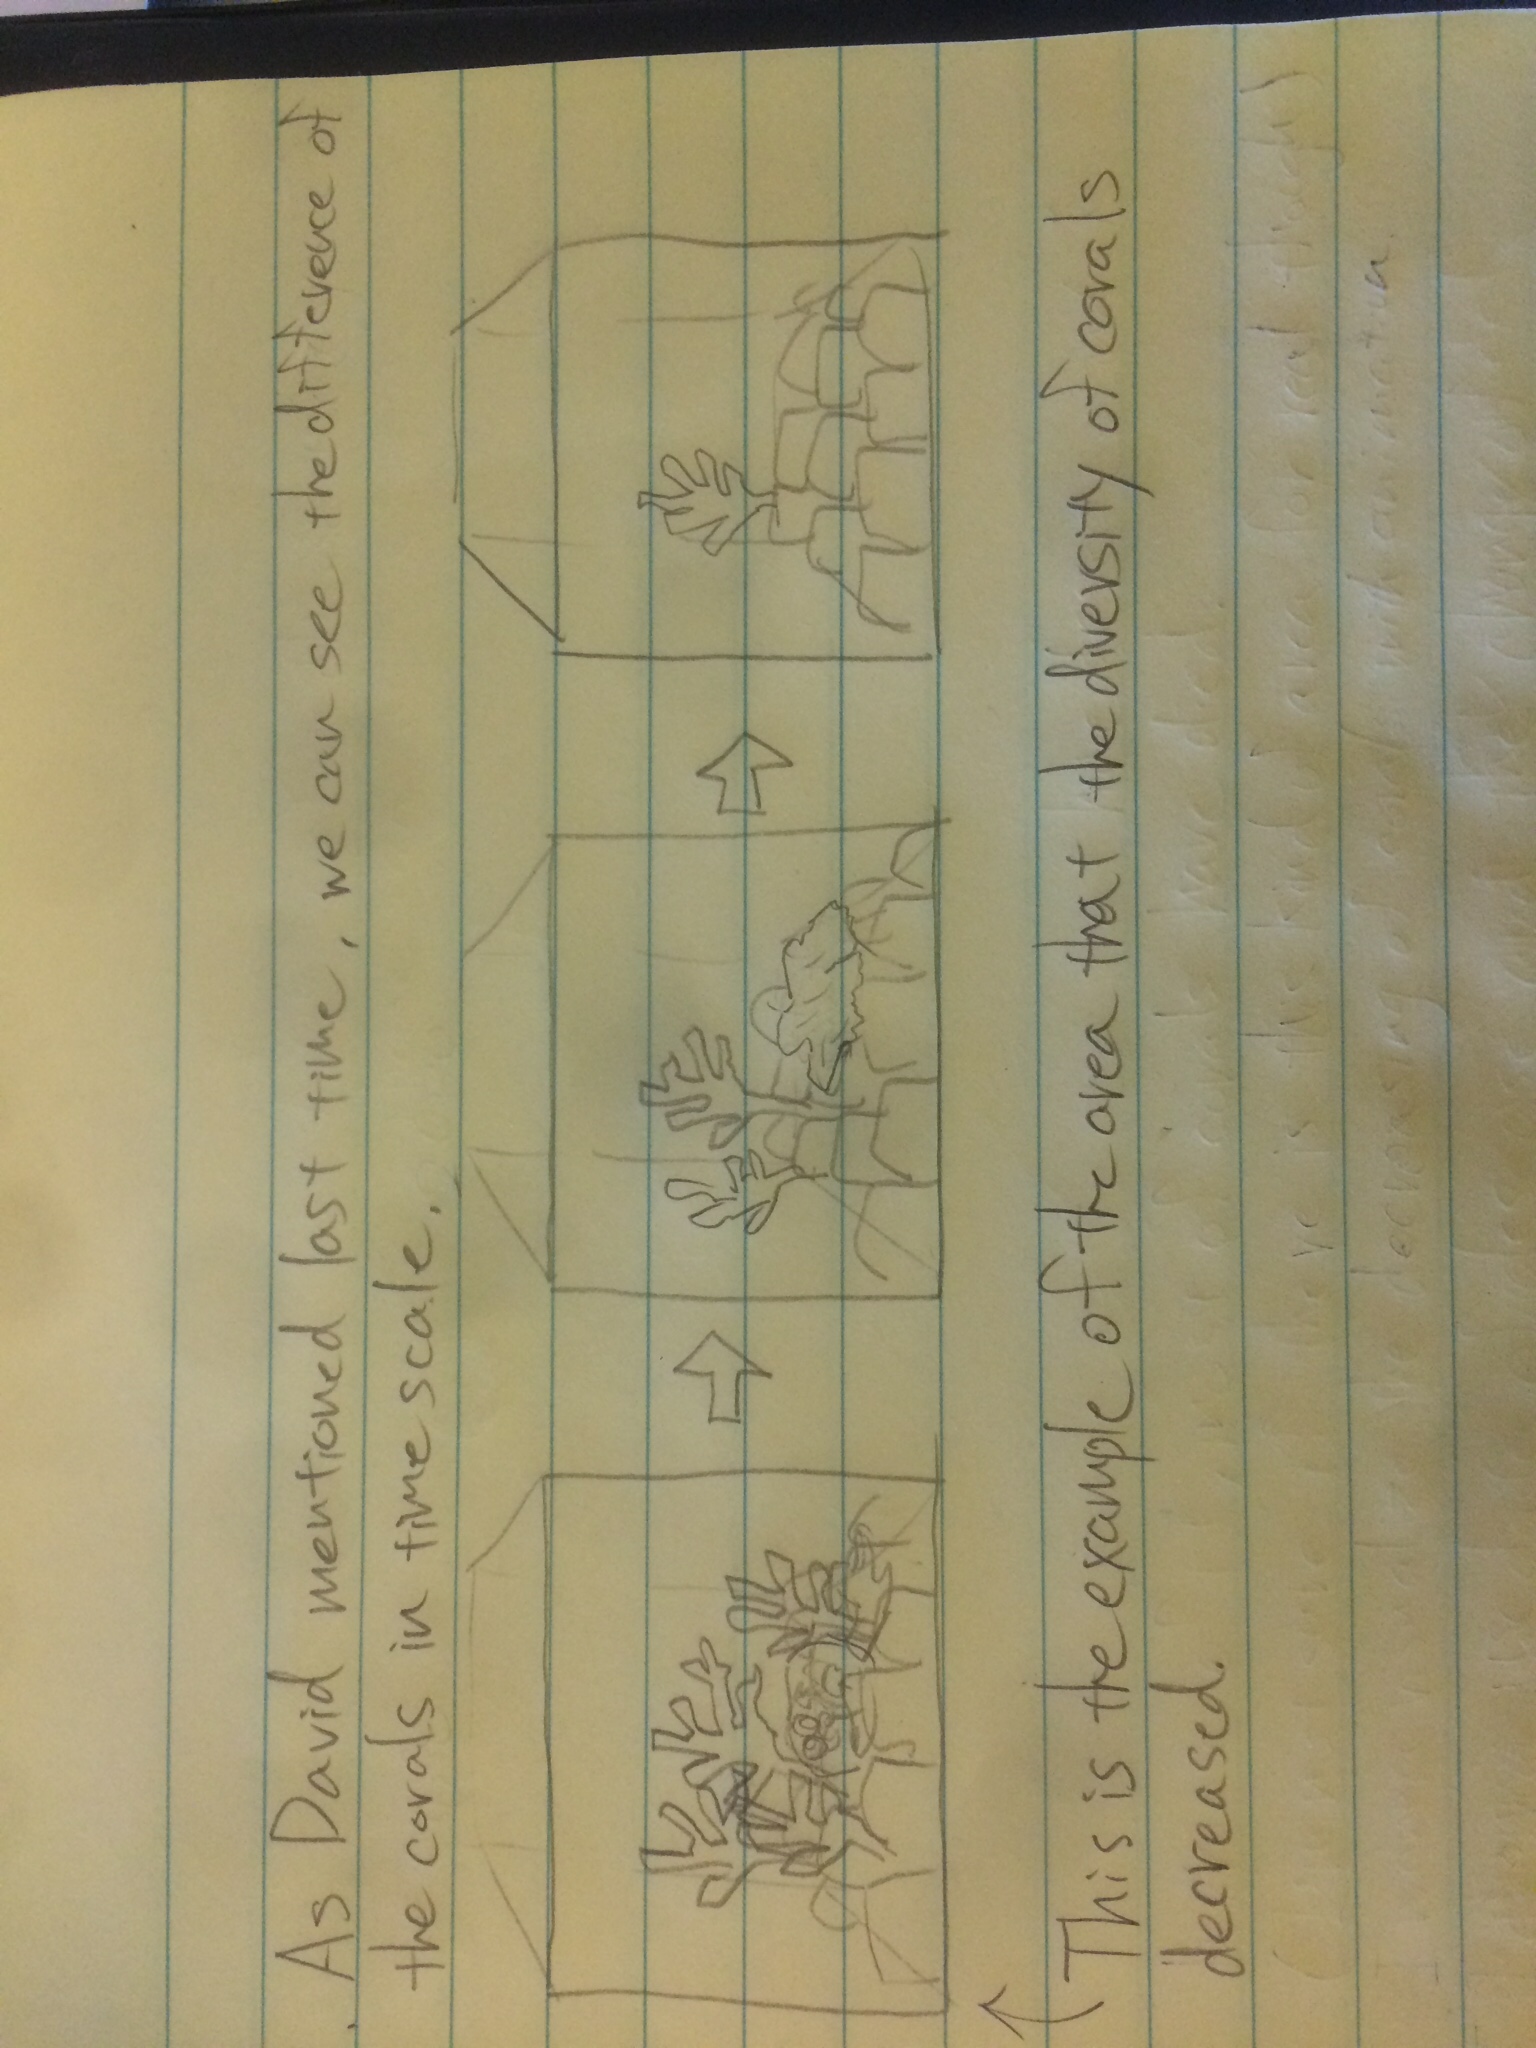 . As David mentioned last time, we can see the difference of
the corals in time scale.
This is the example of the area that the diversity of corals
decreased.